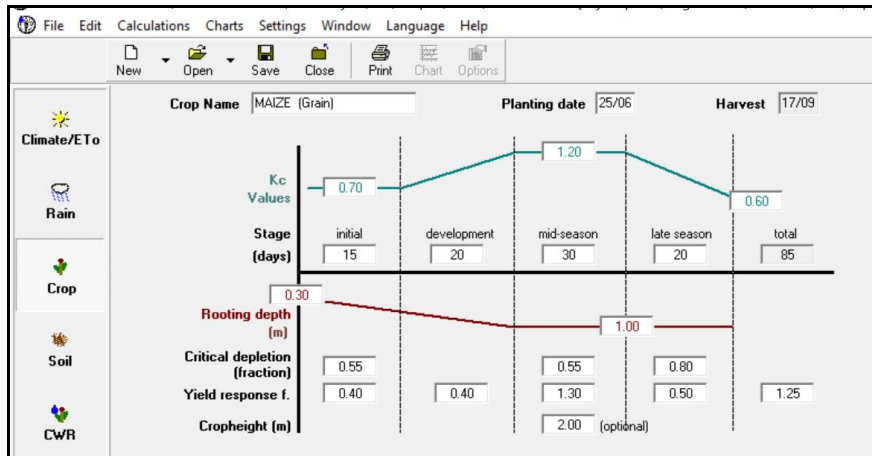 File Edit Calculations Charts Settings Window Language Help
New Open Save Close Print Chart Options
Crop Name MAIZE (Grain) Planting date 25/06 Harvest 17/09
Climate/ETo
Rain
Crop
Soil
CWR
Kc
Values
0.70 1.20 0.60
Stage initial development mid-season late season total
(days) 15 20 30 20 85
0.30
Rooting depth
(m)
1.00
Critical depletion
(fraction)
0.55 0.55 0.80
Yield response f. 0.40 0.40 1.30 0.50 1.25
Cropheight (m) 2.00 (optional)